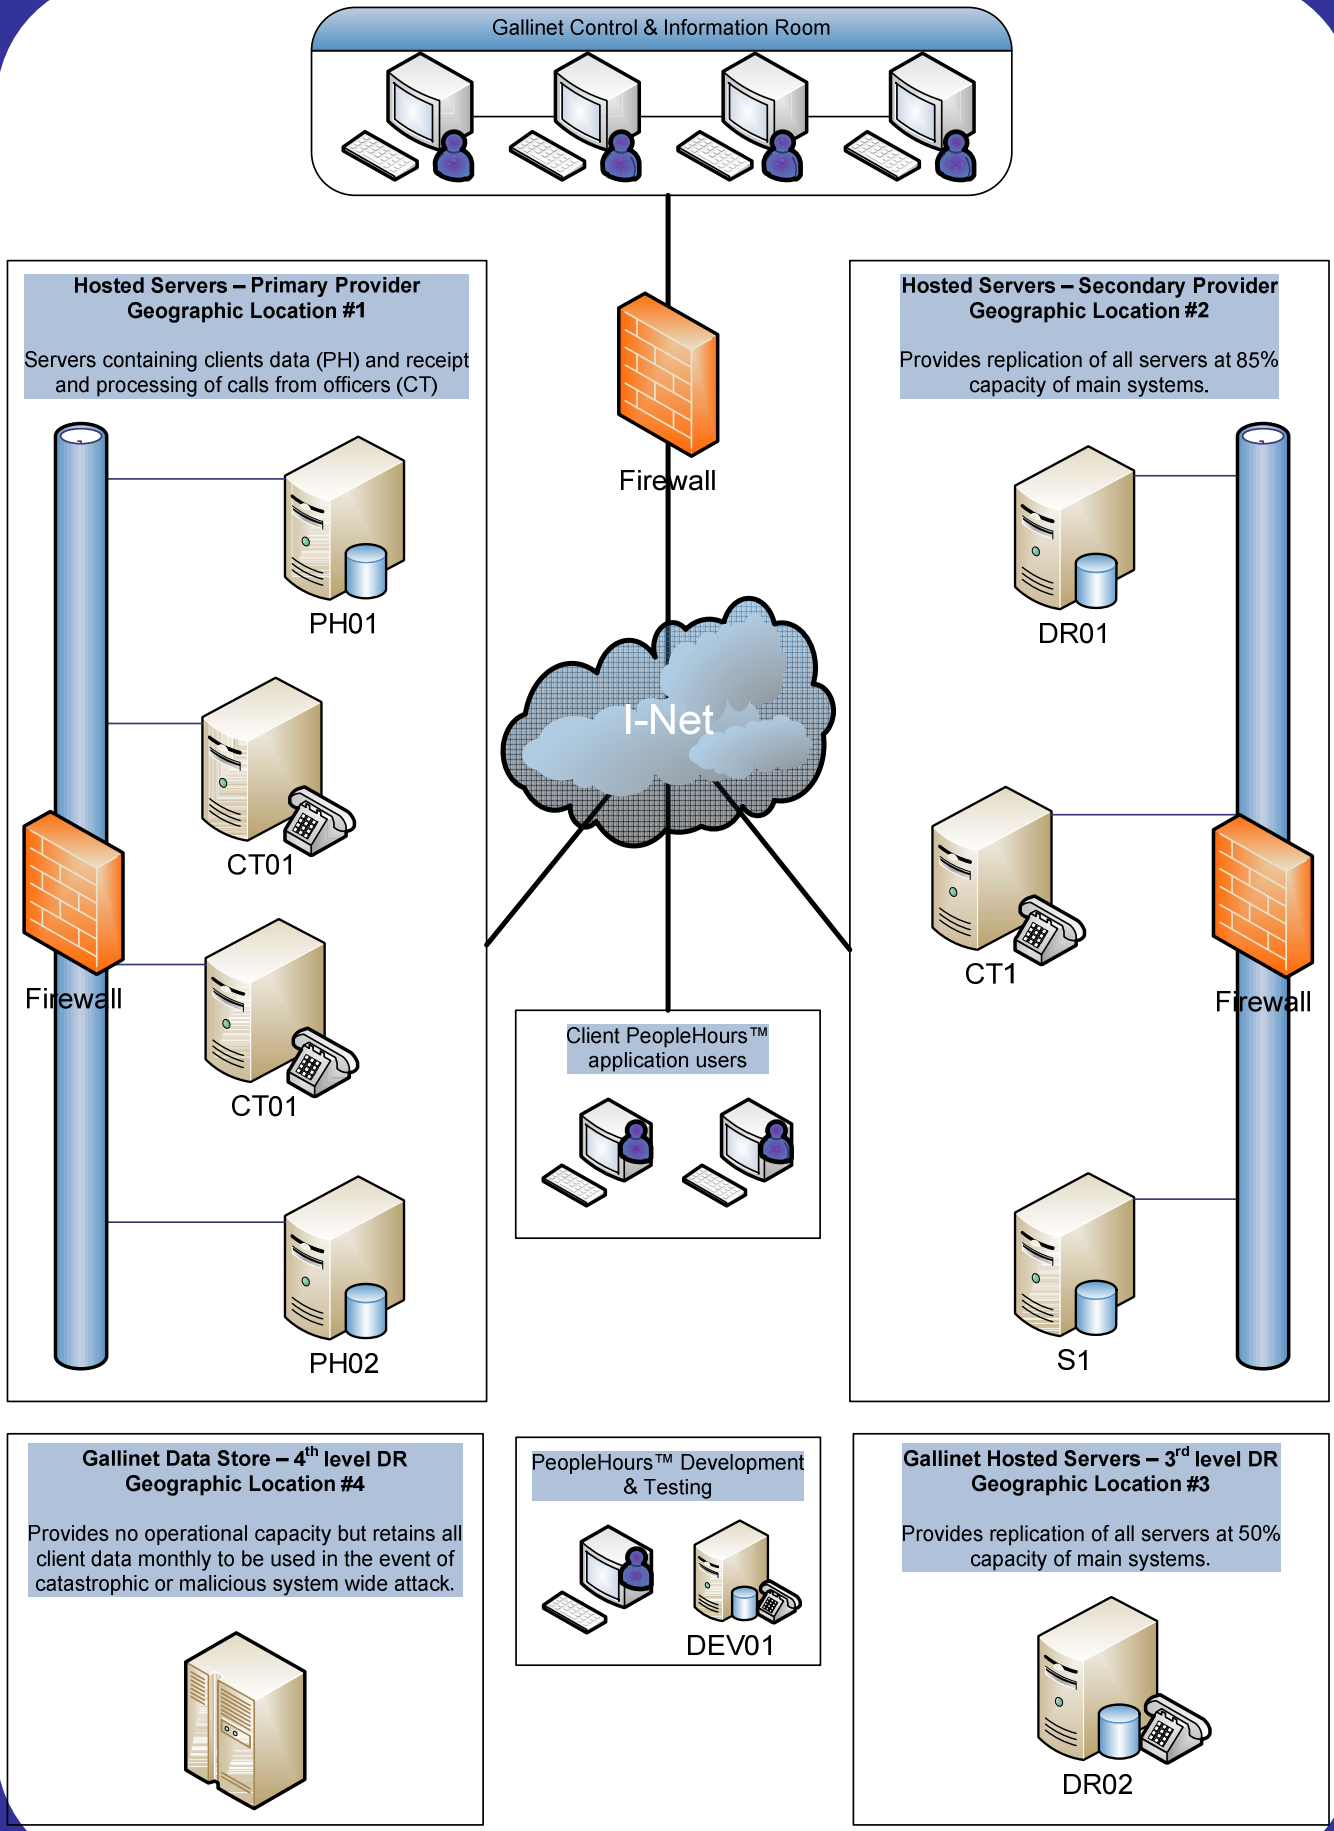 Gallinet Control & Information Room
Hosted Servers – Primary Provider
Geographic Location #1
Servers containing clients data (PH) and receipt
and processing of calls from officers (CT)
PH01
CT01
Firewall
CT01
PH02
Firewall
I-Net
Client PeopleHours™
application users
Hosted Servers – Secondary Provider
Geographic Location #2
Provides replication of all servers at 85%
capacity of main systems.
DR01
CT1
Firewall
S1
Gallinet Data Store – 4th level DR
Geographic Location #4
Provides no operational capacity but retains all
client data monthly to be used in the event of
catastrophic or malicious system wide attack.
PeopleHours™ Development
& Testing
DEV01
Gallinet Hosted Servers – 3rd level DR
Geographic Location #3
Provides replication of all servers at 50%
capacity of main systems.
DR02